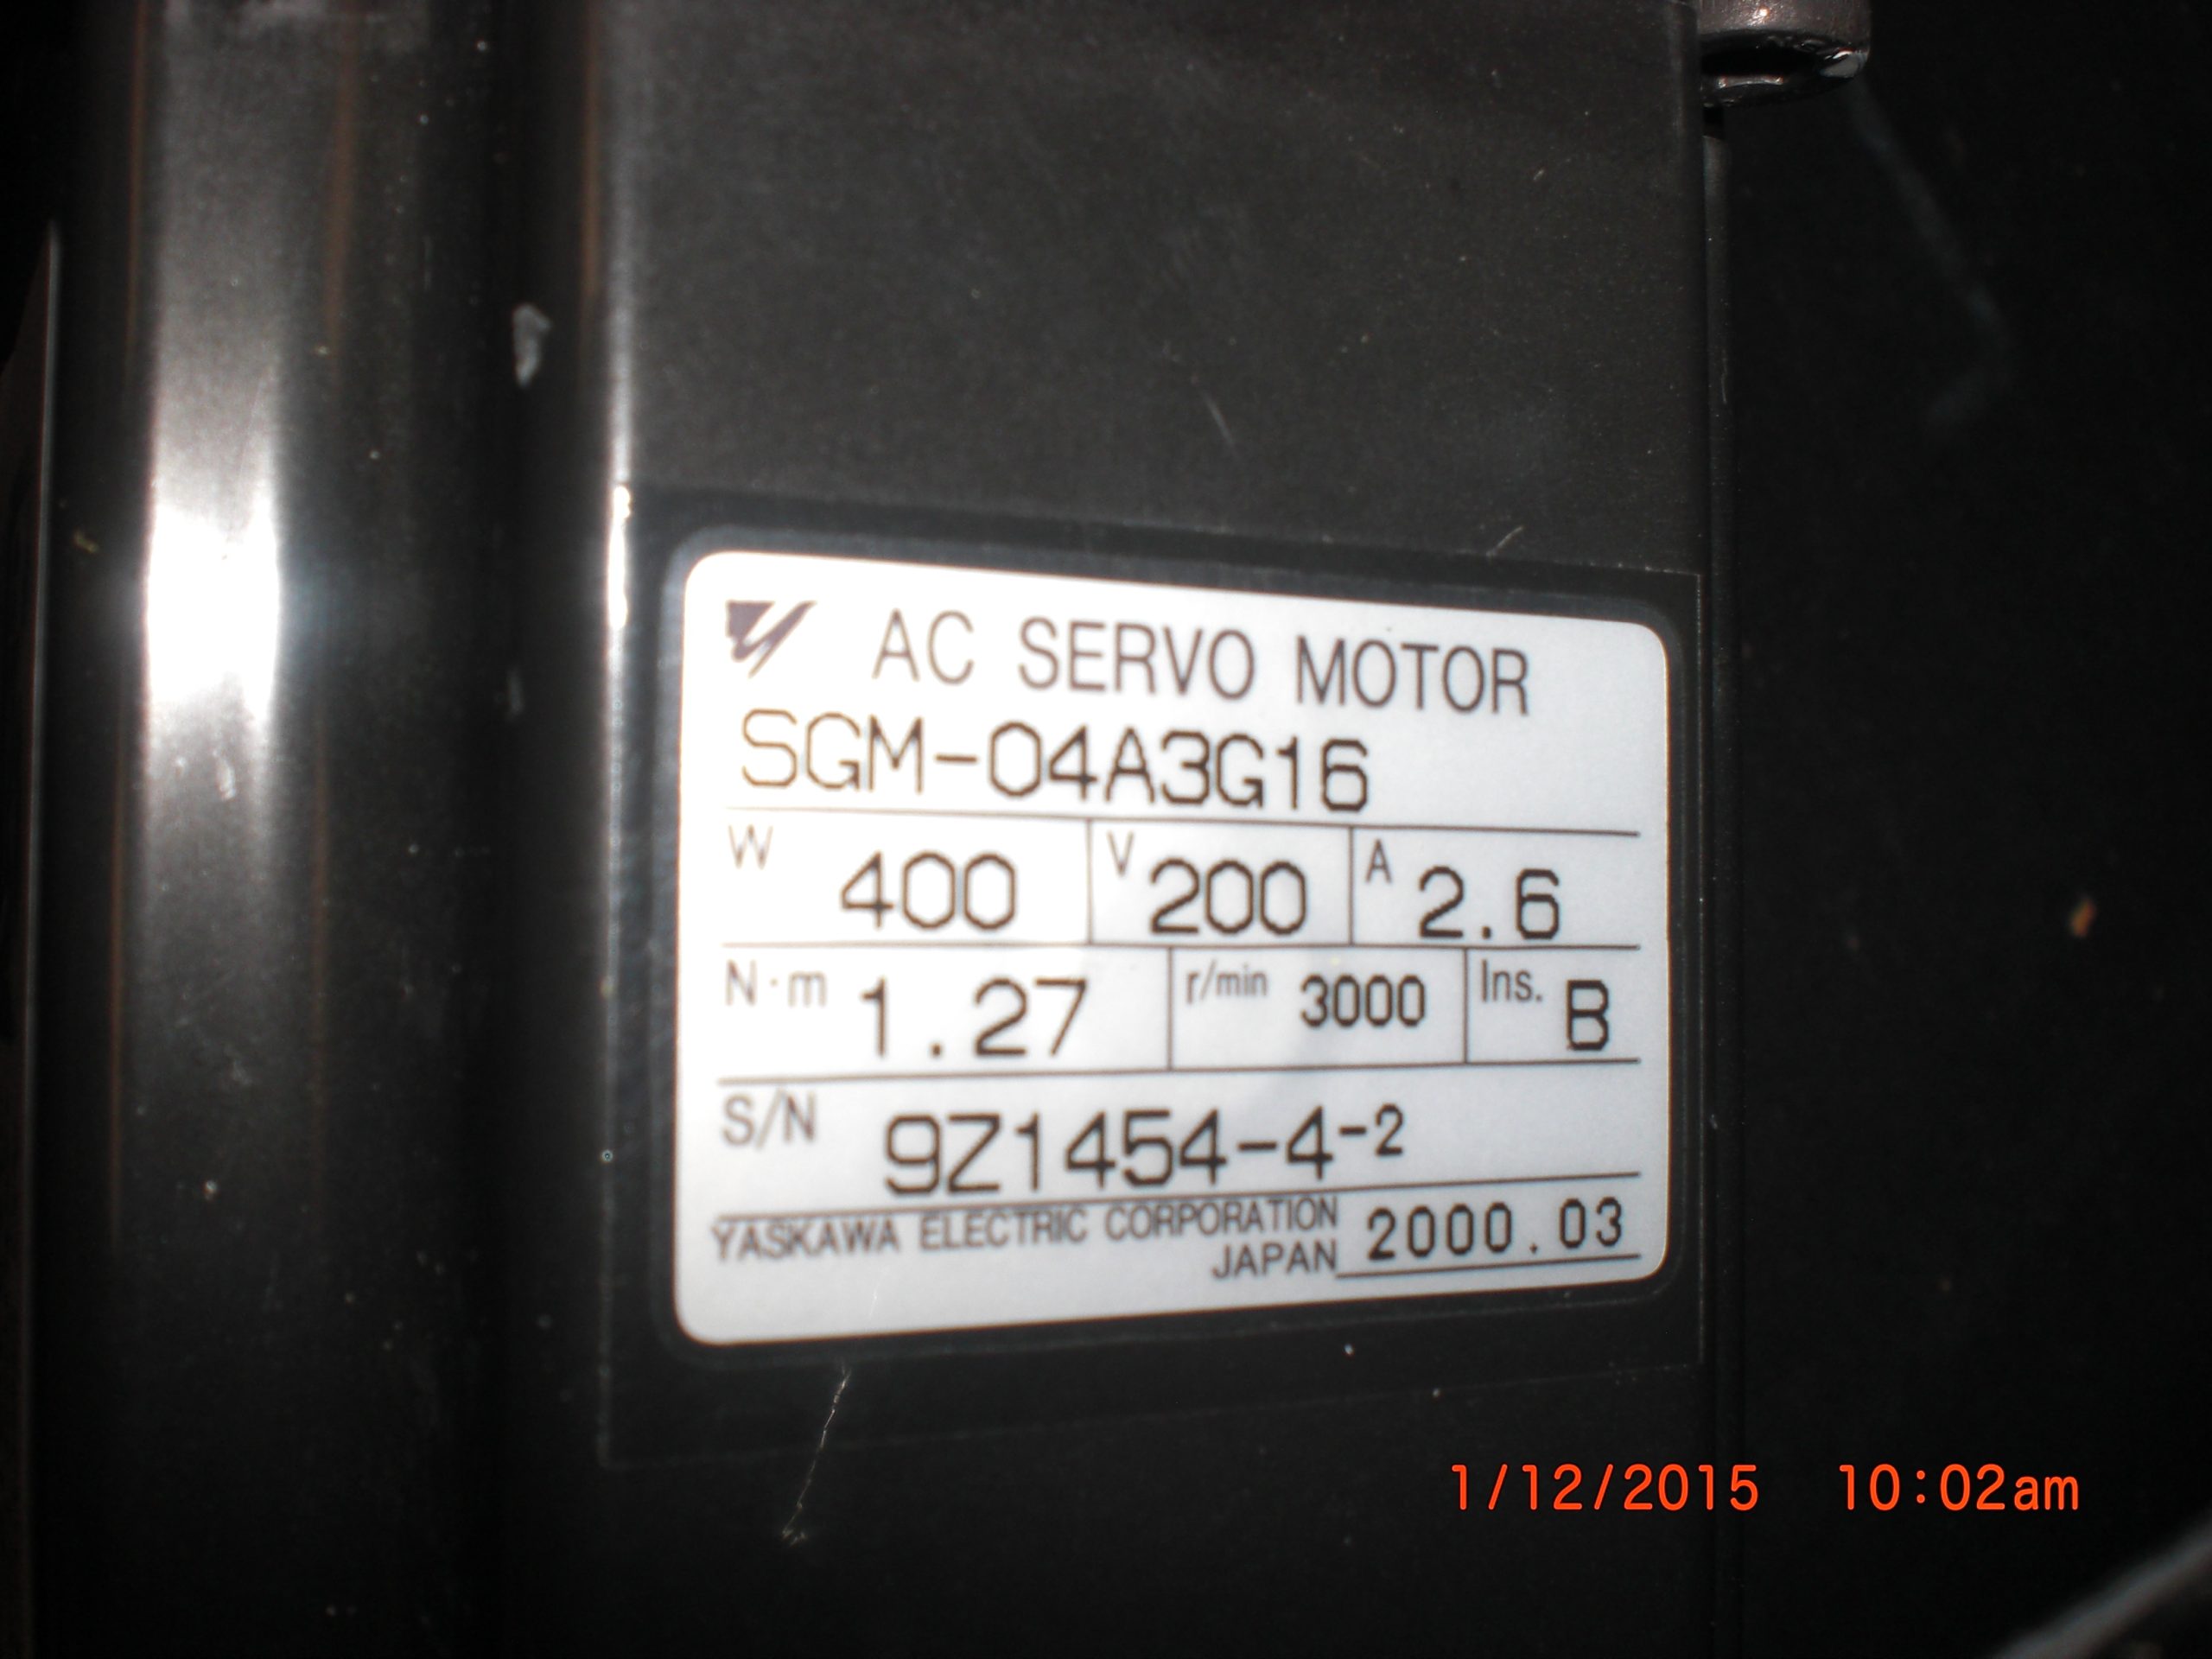 AC SERVO MOTOR
SGM-04A3G16
W 400 V 200 A 2.6
N·m 1.27 r/min 3000 Ins. B
S/N 9Z1454-4-2
YASKAWA ELECTRIC CORPORATION
JAPAN 2000.03
1/12/2015 10:02am